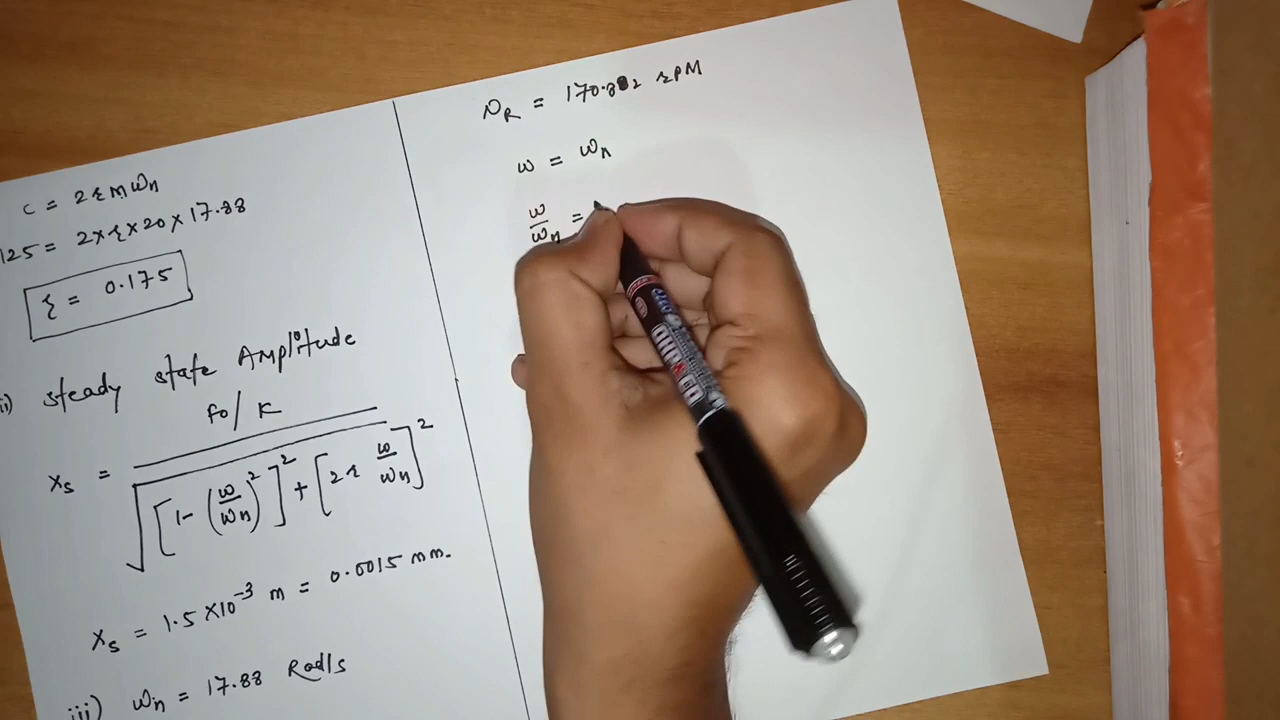 c = 2ξmωn
125 = 2×ξ×20×17.88
ξ = 0.175
ii) steady state Amplitude
xs = fo/K / √[1-(ω/ωn)²]² + [2ξ ω/ωn]²
xs = 1.5×10⁻³ m = 0.0015 mm.
iii) ωn = 17.88 Rad/s
NR = 170.82 rPM
ω = ωn
ω/ωn =